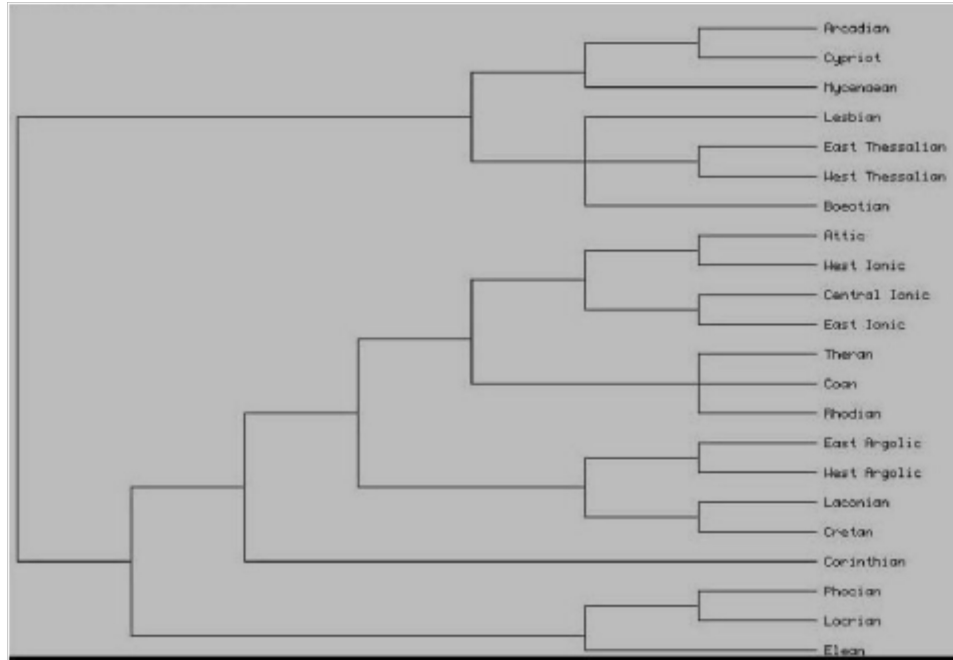 Arcadian
Cypriot
Mycenaean
Lesbian
East Thessalian
West Thessalian
Boeotian
Attic
West Ionic
Central Ionic
East Ionic
Theran
Coan
Rhodian
East Argolic
West Argolic
Laconian
Cretan
Corinthian
Phocian
Locrian
Elean